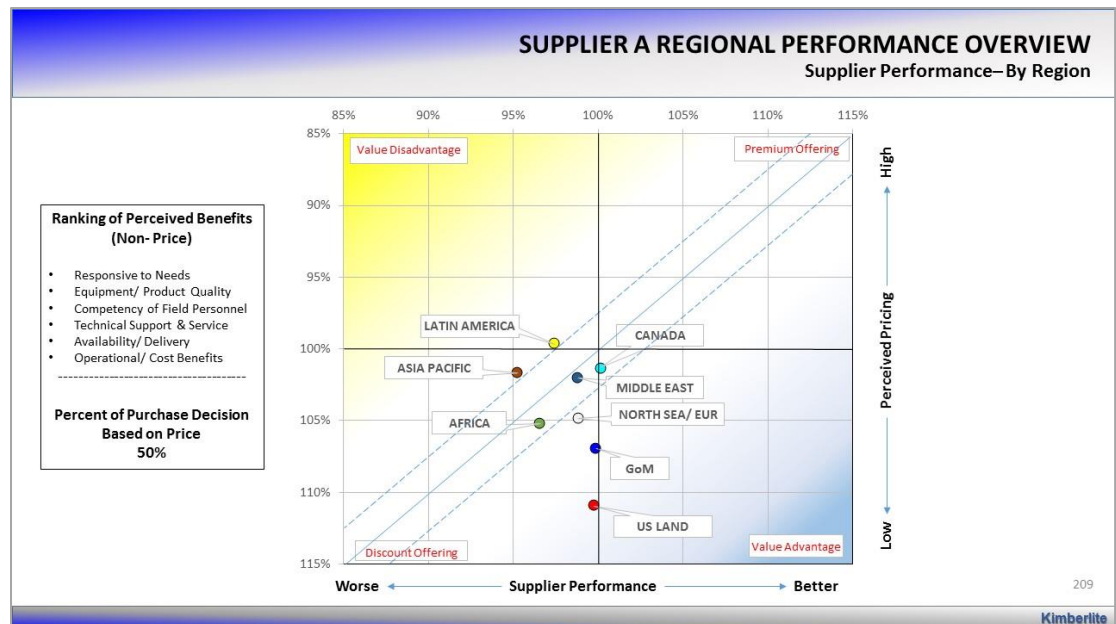 SUPPLIER A REGIONAL PERFORMANCE OVERVIEW
Supplier Performance– By Region
Ranking of Perceived Benefits
(Non- Price)
• Responsive to Needs
• Equipment/ Product Quality
• Competency of Field Personnel
• Technical Support & Service
• Availability/ Delivery
• Operational/ Cost Benefits
-------------------------------------
Percent of Purchase Decision
Based on Price
50%
85% 90% 95% 100% 105% 110% 115%
85%
90%
95%
100%
105%
110%
115%
Value Disadvantage
Premium Offering
LATIN AMERICA
CANADA
ASIA PACIFIC
MIDDLE EAST
NORTH SEA/ EUR
AFRICA
GoM
US LAND
Discount Offering
Value Advantage
High
Perceived Pricing
Low
Worse
Supplier Performance
Better
209
Kimberlite